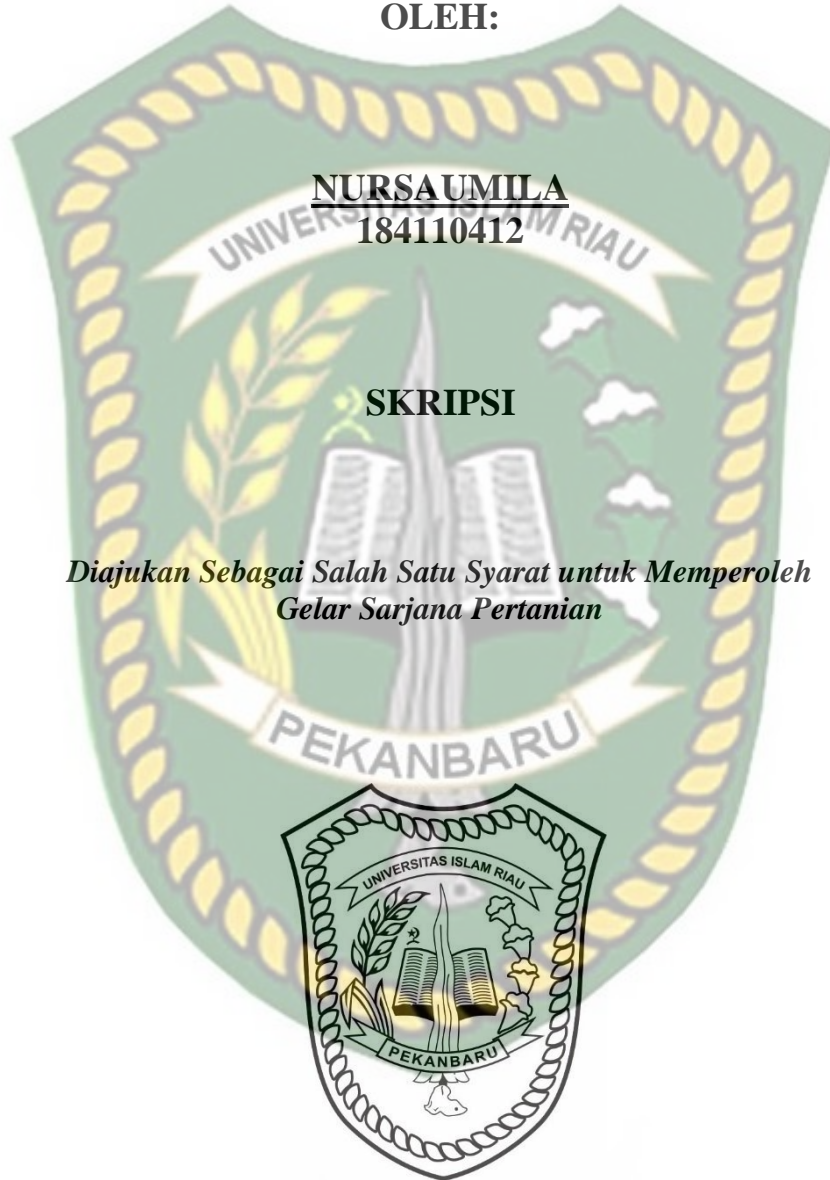 OLEH:
NURSAUMILA
UNIVERSITAS ISLAM RIAU
184110412
SKRIPSI
Diajukan Sebagai Salah Satu Syarat untuk Memperoleh
Gelar Sarjana Pertanian
PEKANBARU
UNIVERSITAS ISLAM RIAU
PEKANBARU